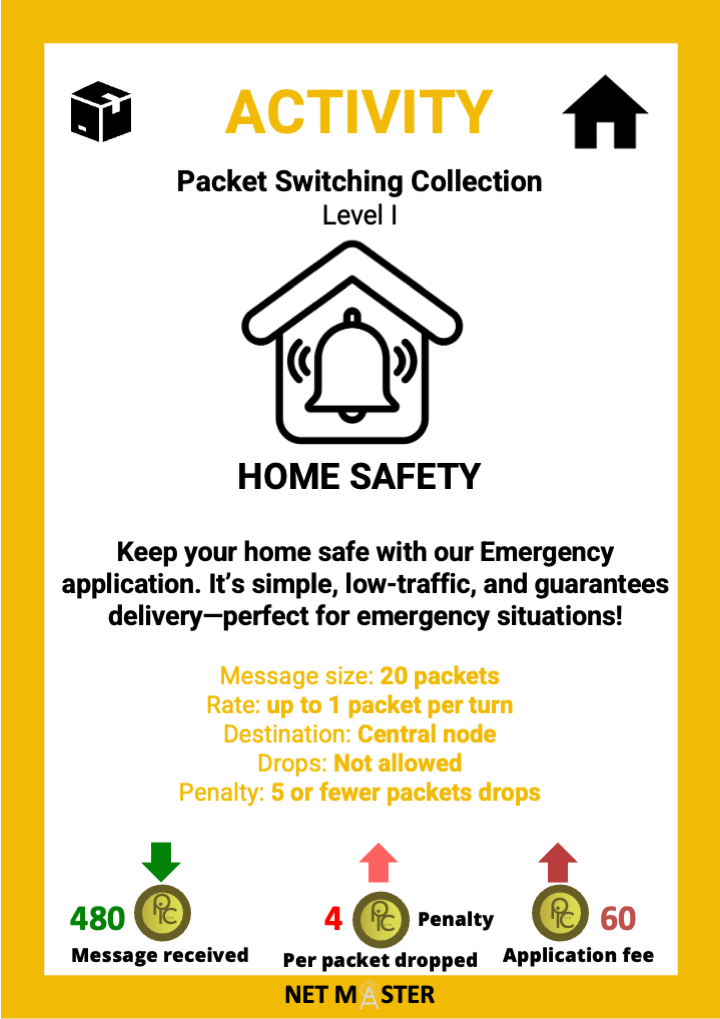 ACTIVITY
Packet Switching Collection
Level I
HOME SAFETY
Keep your home safe with our Emergency
application. It’s simple, low-traffic, and guarantees
delivery—perfect for emergency situations!
Message size: 20 packets
Rate: up to 1 packet per turn
Destination: Central node
Drops: Not allowed
Penalty: 5 or fewer packets drops
480
Message received
4 Penalty
Per packet dropped
60
Application fee
NET MASTER